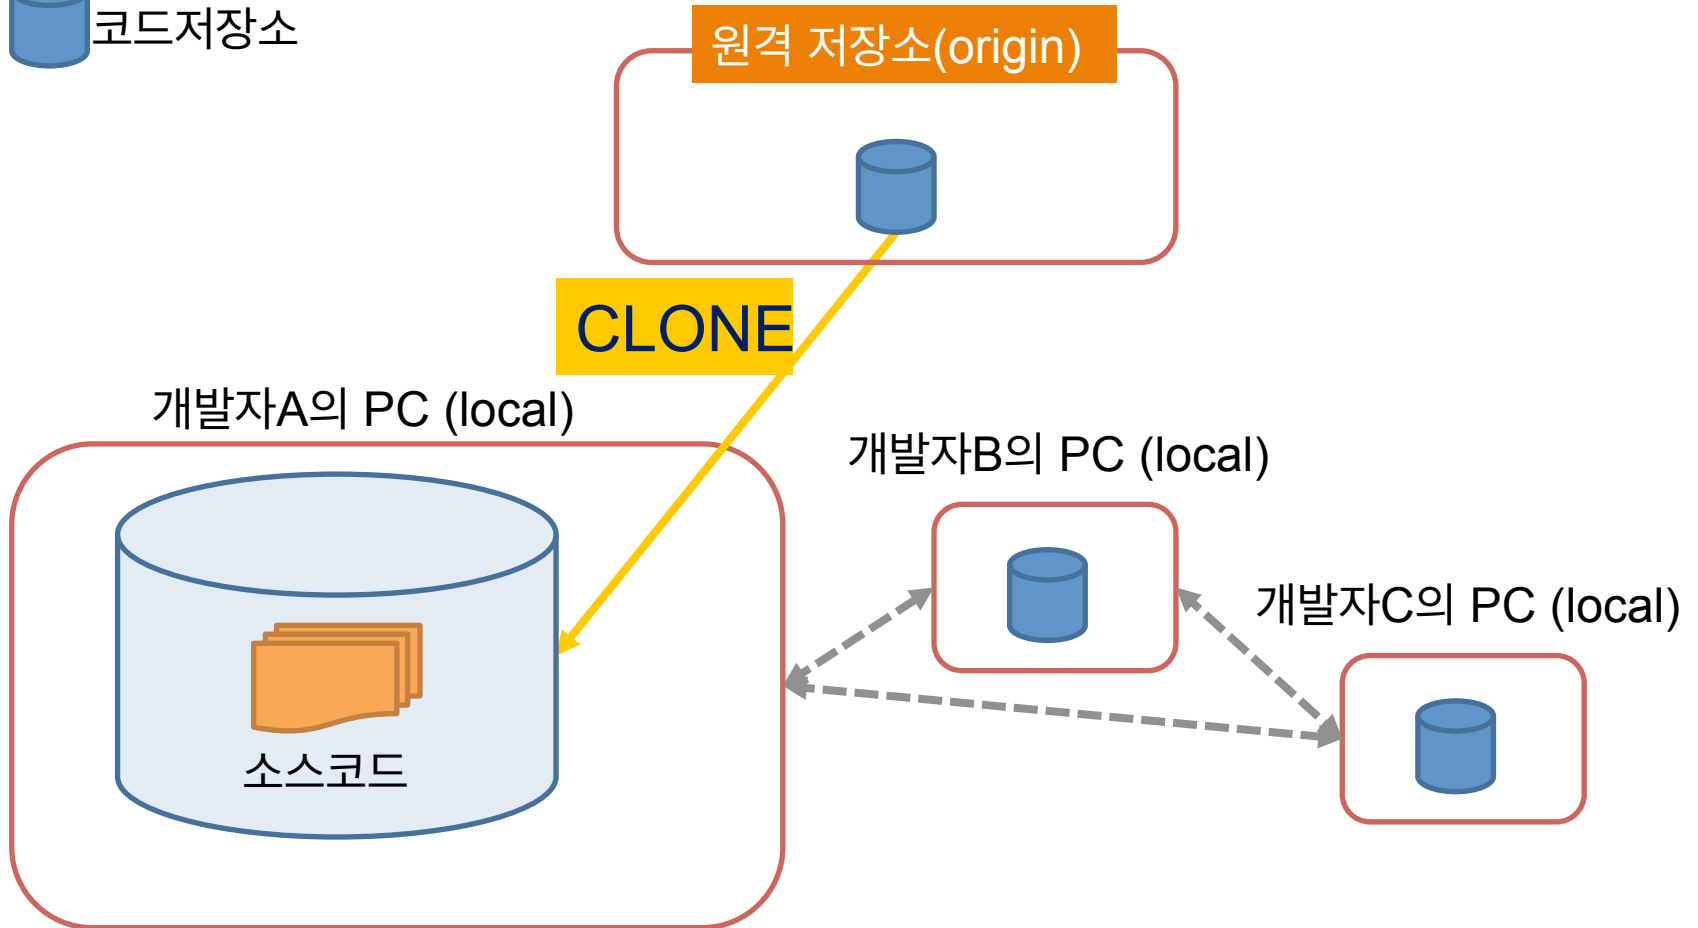 코드저장소
원격 저장소(origin)
CLONE
개발자A의 PC (local)
개발자B의 PC (local)
개발자C의 PC (local)
소스코드